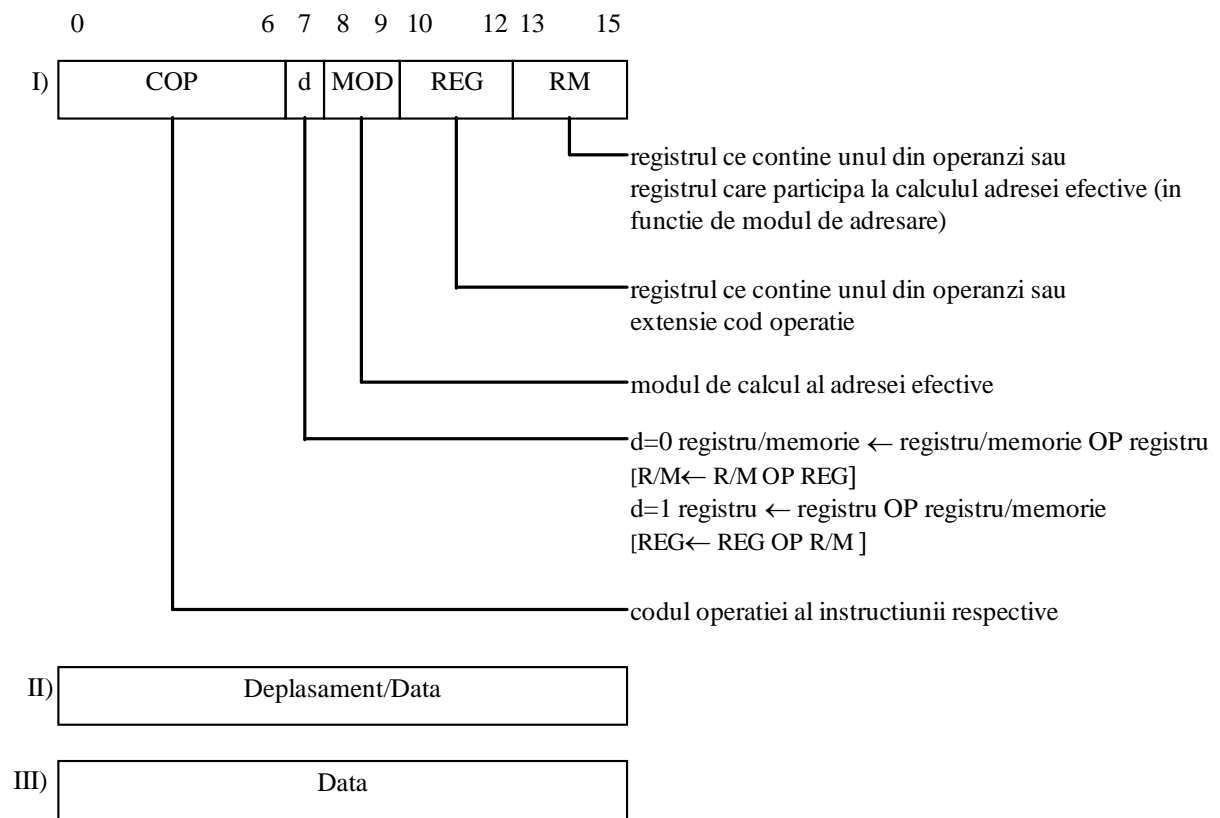 0 6 7 8 9 10 12 13 15
I) COP d MOD REG RM
registrul ce contine unul din operanzi sau
registrul care participa la calculul adresei efective (in
functie de modul de adresare)
registrul ce contine unul din operanzi sau
extensie cod operatie
modul de calcul al adresei efective
d=0 registru/memorie ← registru/memorie OP registru
[R/M← R/M OP REG]
d=1 registru ← registru OP registru/memorie
[REG← REG OP R/M ]
codul operatiei al instructiunii respective
II) Deplasament/Data
III) Data